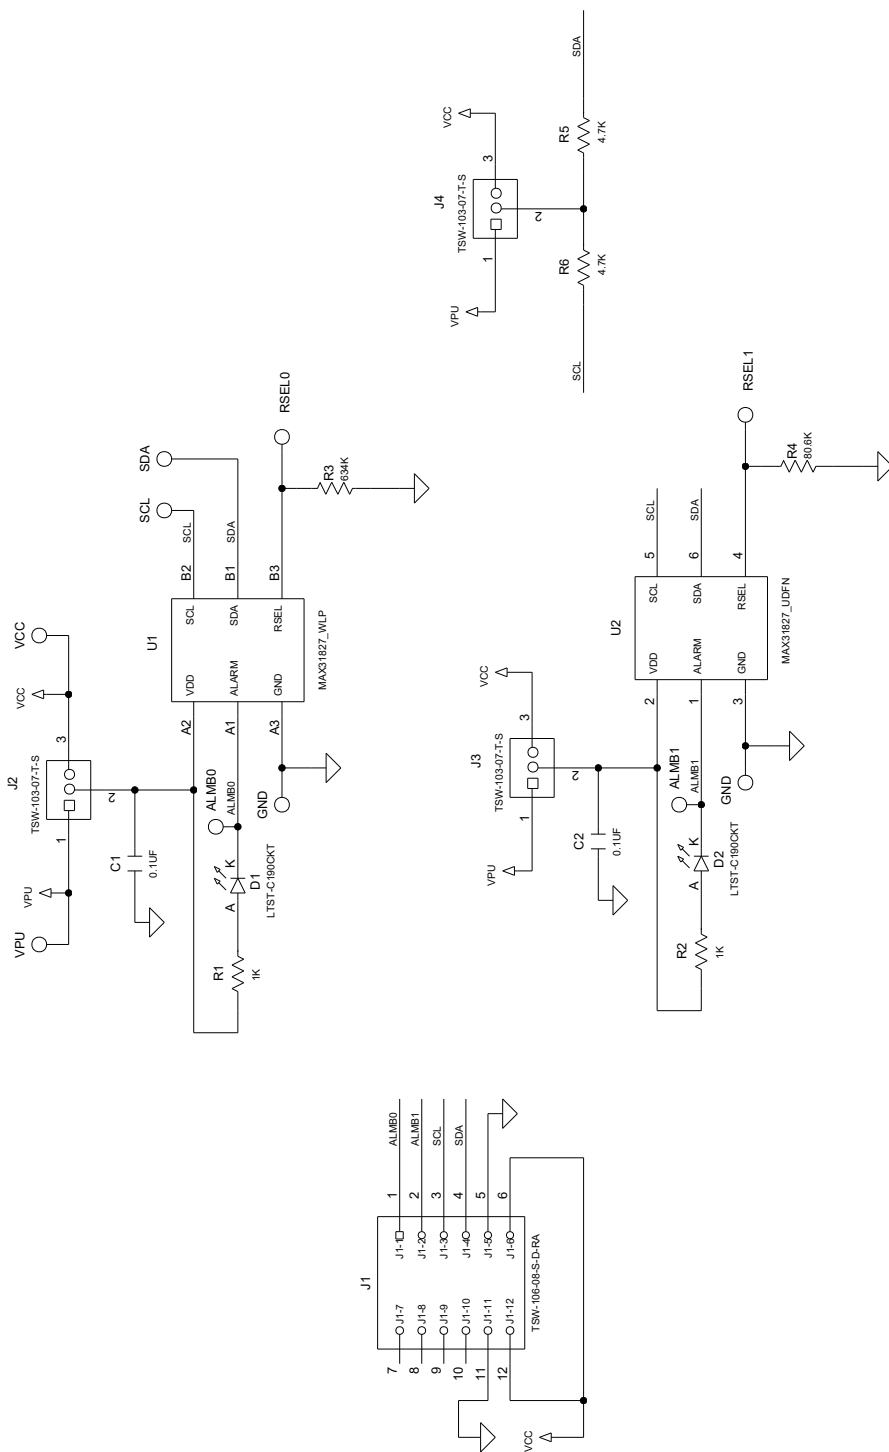 J1
TSW-106-08-S-D-RA
7
8
9
10
11
12
J1-7
J1-8
J1-9
J1-10
J1-11
J1-12
J1-1
J1-2
J1-3
J1-4
J1-5
J1-6
1
2
3
4
5
6
ALMB0
ALMB1
SCL
SDA
VCC
VPU
VPU
J2
TSW-103-07-T-S
1
2
3
VCC
VCC
C1
0.1UF
R1
1K
A
K
D1
LTST-C190CKT
ALMB0
ALMB0
GND
A2
A1
A3
U1
VDD
ALARM
GND
SCL
SDA
RSEL
MAX31827_WLP
B2
B1
B3
SCL
SDA
SCL
SDA
RSEL0
R3
634K
VPU
J3
TSW-103-07-T-S
1
2
3
VCC
C2
0.1UF
R2
1K
A
K
D2
LTST-C190CKT
ALMB1
ALMB1
GND
2
1
3
U2
VDD
ALARM
GND
SCL
SDA
RSEL
MAX31827_UDFN
5
6
4
SCL
SDA
RSEL1
R4
80.6K
VPU
J4
TSW-103-07-T-S
1
2
3
VCC
SCL
R6
4.7K
R5
4.7K
SDA